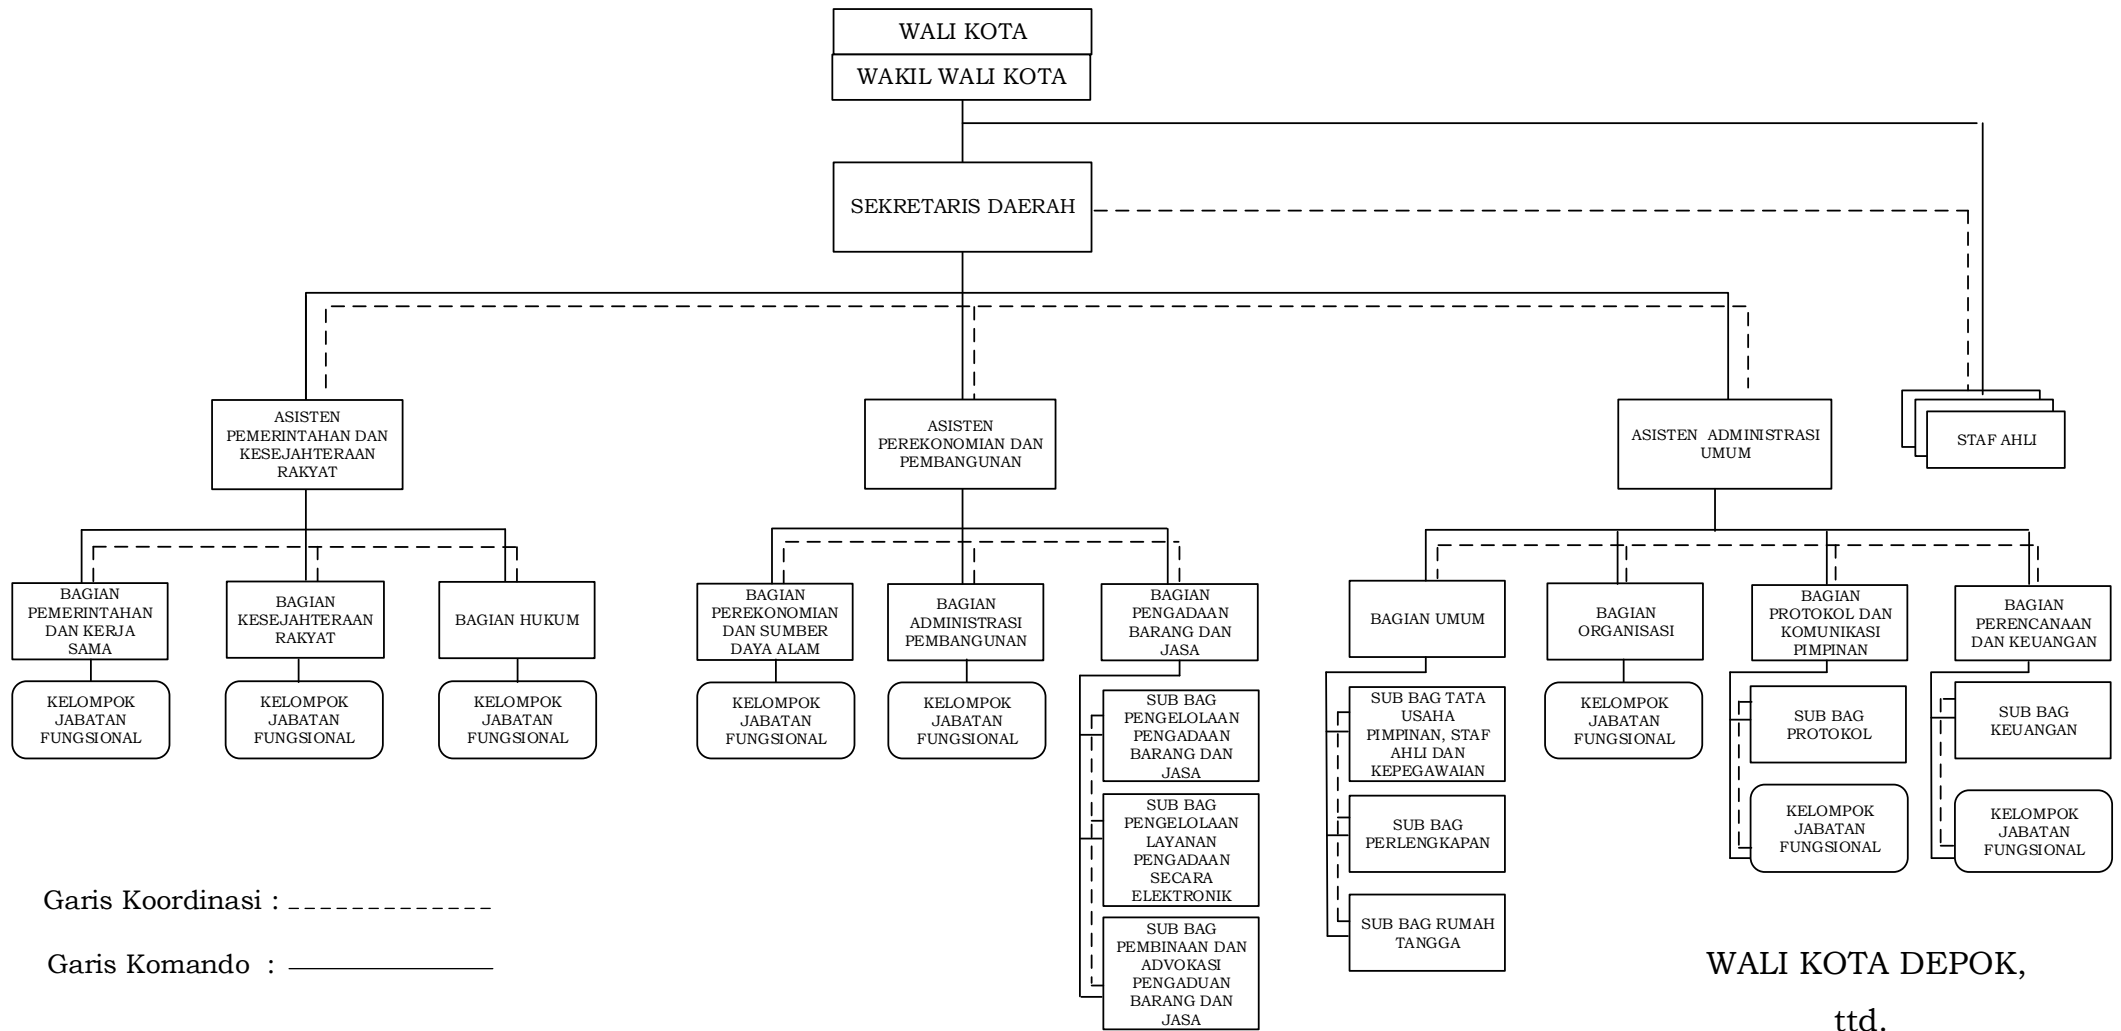 WALI KOTA
WAKIL WALI KOTA
SEKRETARIS DAERAH
ASISTEN
PEMERINTAHAN DAN
KESEJAHTERAAN
RAKYAT
ASISTEN
PEREKONOMIAN DAN
PEMBANGUNAN
ASISTEN ADMINISTRASI
UMUM
STAF AHLI
BAGIAN
PEMERINTAHAN
DAN KERJA
SAMA
BAGIAN
KESEJAHTERAAN
RAKYAT
BAGIAN HUKUM
BAGIAN
PEREKONOMIAN
DAN SUMBER
DAYA ALAM
BAGIAN
ADMINISTRASI
PEMBANGUNAN
BAGIAN
PENGADAAN
BARANG DAN
JASA
BAGIAN UMUM
BAGIAN
ORGANISASI
BAGIAN
PROTOKOL DAN
KOMUNIKASI
PIMPINAN
BAGIAN
PERENCANAAN
DAN KEUANGAN
KELOMPOK
JABATAN
FUNGSIONAL
KELOMPOK
JABATAN
FUNGSIONAL
KELOMPOK
JABATAN
FUNGSIONAL
KELOMPOK
JABATAN
FUNGSIONAL
KELOMPOK
JABATAN
FUNGSIONAL
SUB BAG
PENGELOLAAN
PENGADAAN
BARANG DAN
JASA
SUB BAG
PENGELOLAAN
LAYANAN
PENGADAAN
SECARA
ELEKTRONIK
SUB BAG
PEMBINAAN DAN
ADVOKASI
PENGADUAN
BARANG DAN
JASA
SUB BAG TATA
USAHA
PIMPINAN, STAF
AHLI DAN
KEPEGAWAIAN
SUB BAG
PERLENGKAPAN
SUB BAG RUMAH
TANGGA
KELOMPOK
JABATAN
FUNGSIONAL
SUB BAG
PROTOKOL
KELOMPOK
JABATAN
FUNGSIONAL
SUB BAG
KEUANGAN
KELOMPOK
JABATAN
FUNGSIONAL
Garis Koordinasi : _ _ _ _ _ _ _ _ _ _ _ _ _
Garis Komando :
WALI KOTA DEPOK,
ttd.